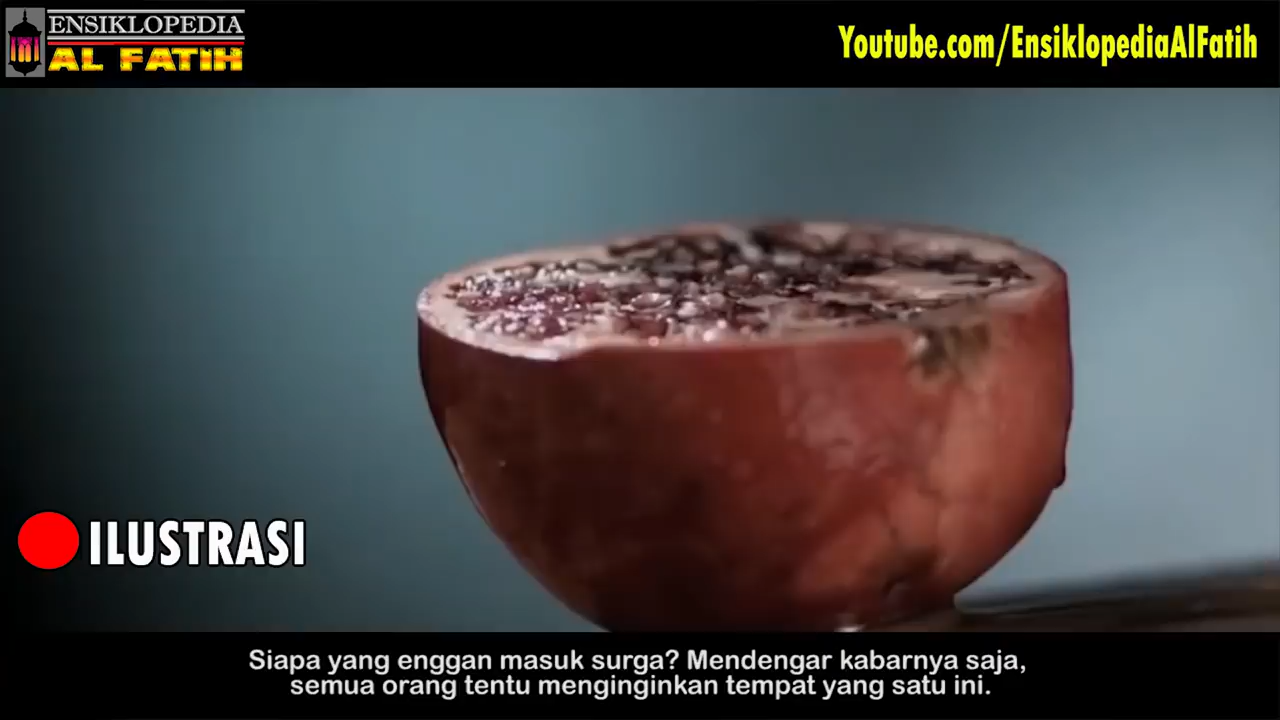 ENSIKLOPEDIA
AL FATIH
Youtube.com/EnsiklopediaAlFatih
ILUSTRASI
Siapa yang enggan masuk surga? Mendengar kabarnya saja,
semua orang tentu menginginkan tempat yang satu ini.